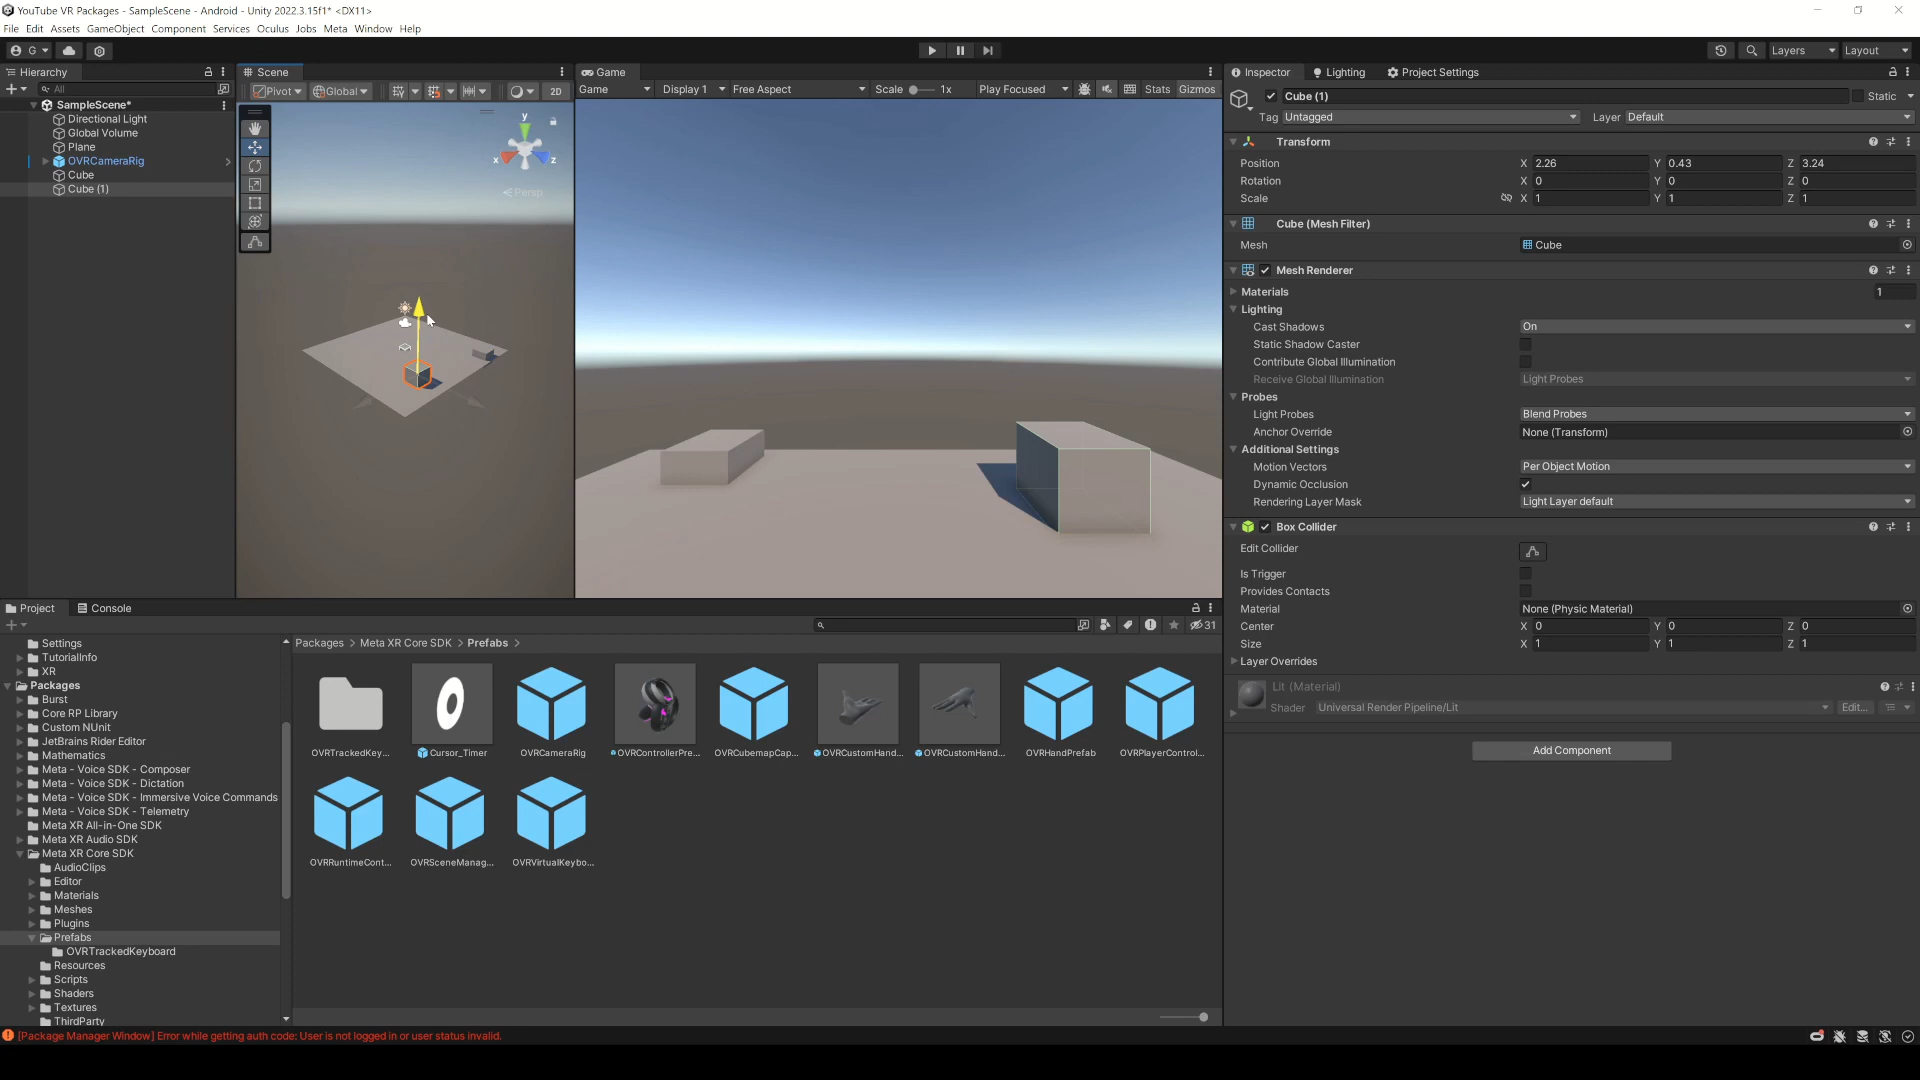 YouTube VR Packages - SampleScene - Android - Unity 2022.3.15f1* <DX11>
File Edit Assets GameObject Component Services Oculus Jobs Meta Window Help
G
Layers
Layout
Hierarchy
All
SampleScene*
Directional Light
Global Volume
Plane
OVRCameraRig
Cube
Cube (1)
Scene
Pivot
Global
2D
y
x
z
Persp
Game
Game
Display 1
Free Aspect
Scale
1x
Play Focused
Stats
Gizmos
Inspector
Lighting
Project Settings
Cube (1)
Static
Tag Untagged
Layer Default
Transform
Position X 2.26 Y 0.43 Z 3.24
Rotation X 0 Y 0 Z 0
Scale X 1 Y 1 Z 1
Cube (Mesh Filter)
Mesh Cube
Mesh Renderer
Materials 1
Lighting
Cast Shadows On
Static Shadow Caster
Contribute Global Illumination
Receive Global Illumination Light Probes
Probes
Light Probes Blend Probes
Anchor Override None (Transform)
Additional Settings
Motion Vectors Per Object Motion
Dynamic Occlusion
Rendering Layer Mask Light Layer default
Box Collider
Edit Collider
Is Trigger
Provides Contacts
Material None (Physic Material)
Center X 0 Y 0 Z 0
Size X 1 Y 1 Z 1
Layer Overrides
Lit (Material)
Shader Universal Render Pipeline/Lit Edit...
Add Component
Project
Console
31
Settings
TutorialInfo
XR
Packages
Burst
Core RP Library
Custom NUnit
JetBrains Rider Editor
Mathematics
Meta - Voice SDK - Composer
Meta - Voice SDK - Dictation
Meta - Voice SDK - Immersive Voice Commands
Meta - Voice SDK - Telemetry
Meta XR All-in-One SDK
Meta XR Audio SDK
Meta XR Core SDK
AudioClips
Editor
Materials
Meshes
Plugins
Prefabs
OVRTrackedKeyboard
Resources
Scripts
Shaders
Textures
ThirdParty
Packages > Meta XR Core SDK > Prefabs >
OVRTrackedKey...
Cursor_Timer
OVRCameraRig
OVRControllerPre...
OVRCubemapCap...
OVRCustomHand...
OVRCustomHand...
OVRHandPrefab
OVRPlayerControl...
OVRRuntimeCont...
OVRSceneManag...
OVRVirtualKeybo...
[Package Manager Window] Error while getting auth code: User is not logged in or user status invalid.